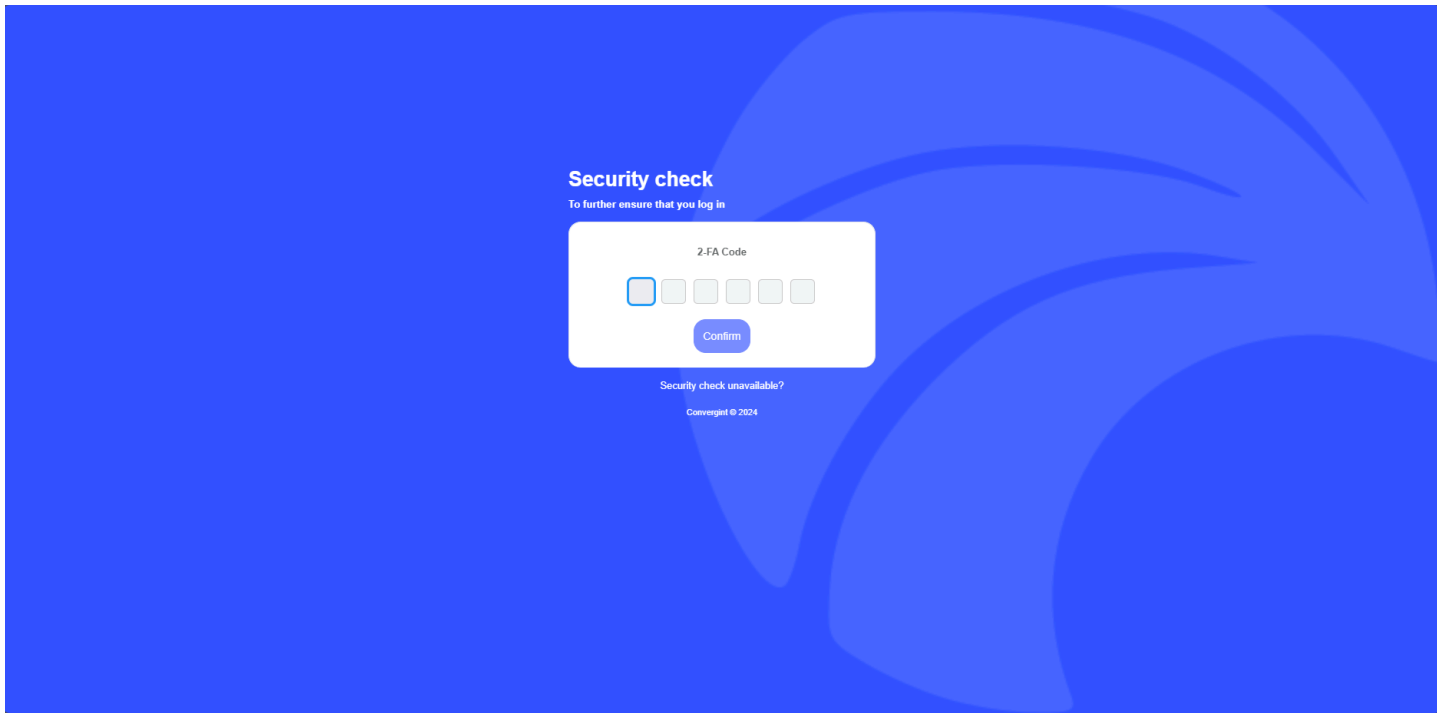 Security check
To further ensure that you log in
2-FA Code
Confirm
Security check unavailable?
Convergint © 2024